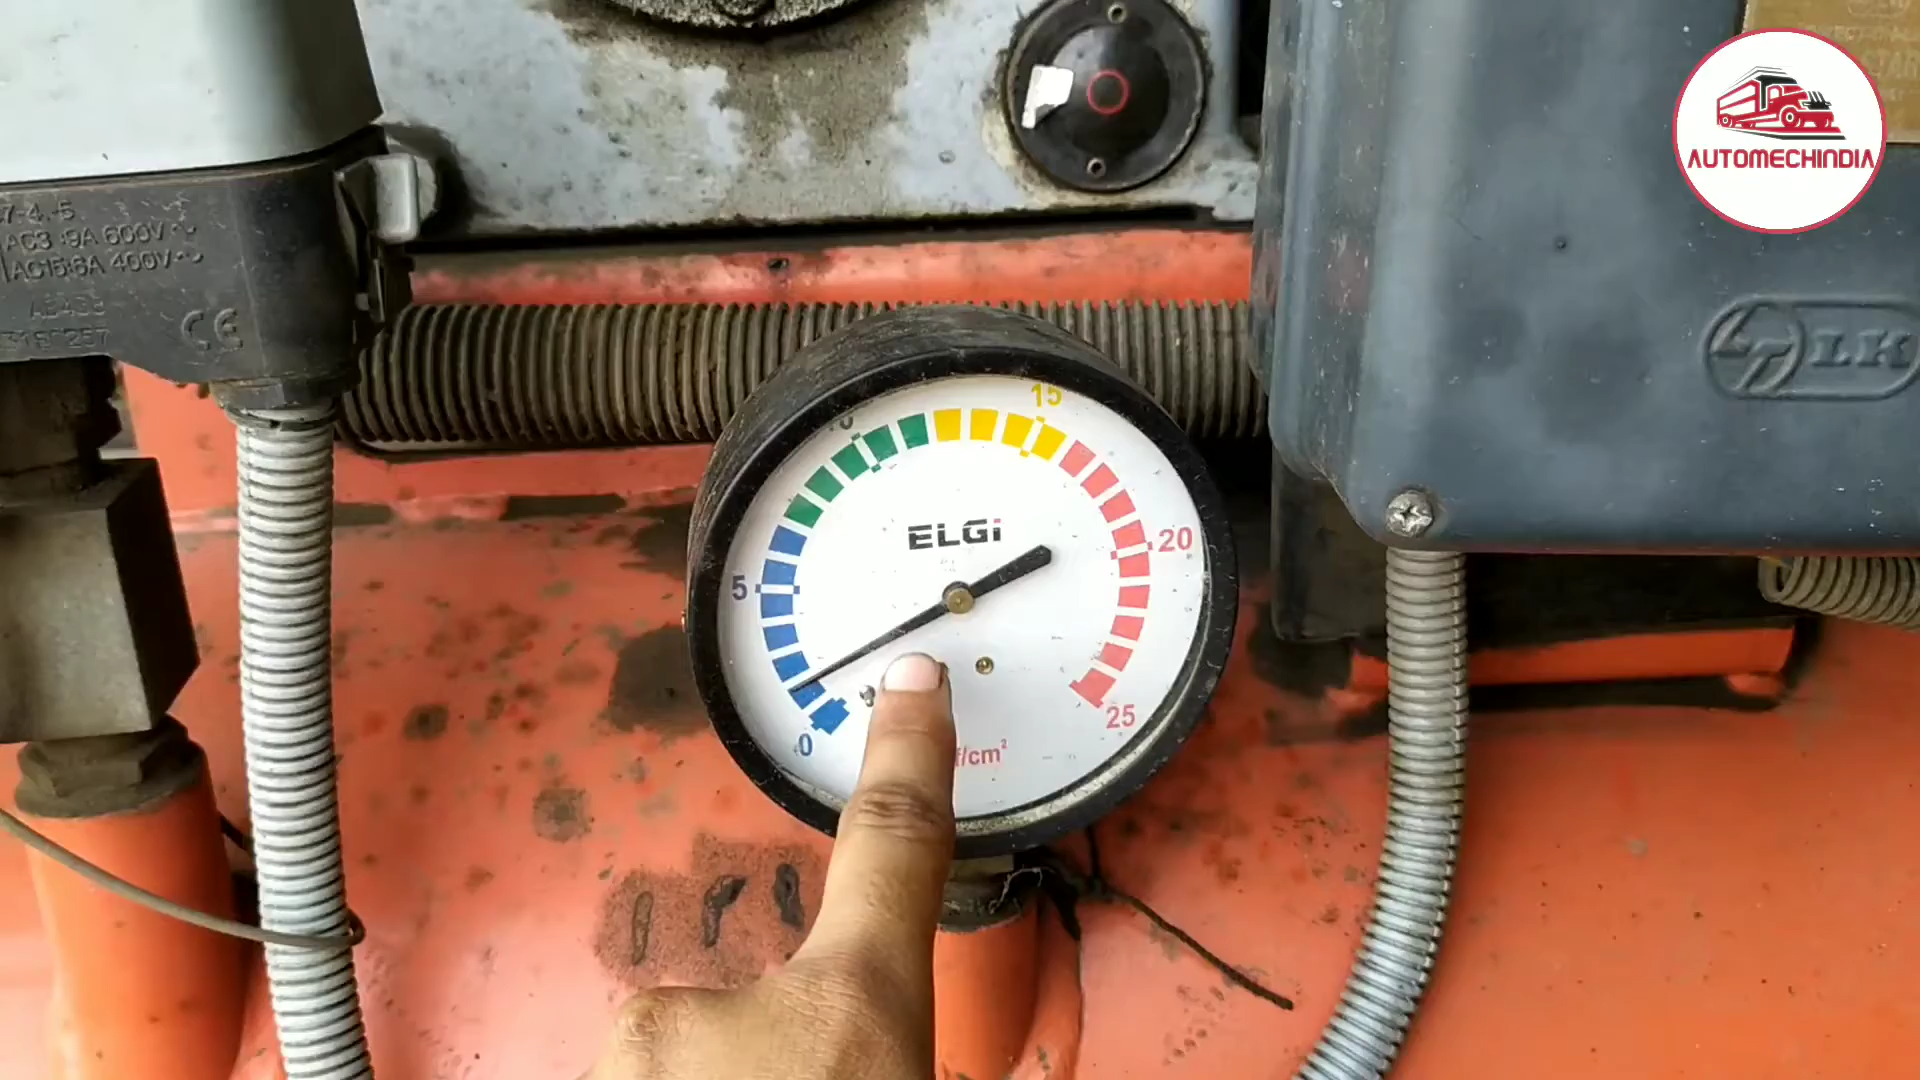 AUTOMECHINDIA
7-4.-5
AC3 9A 600V~
AC15 6A 400V~
CE
LK
15
10
ELGi
20
5
25
0
f/cm²